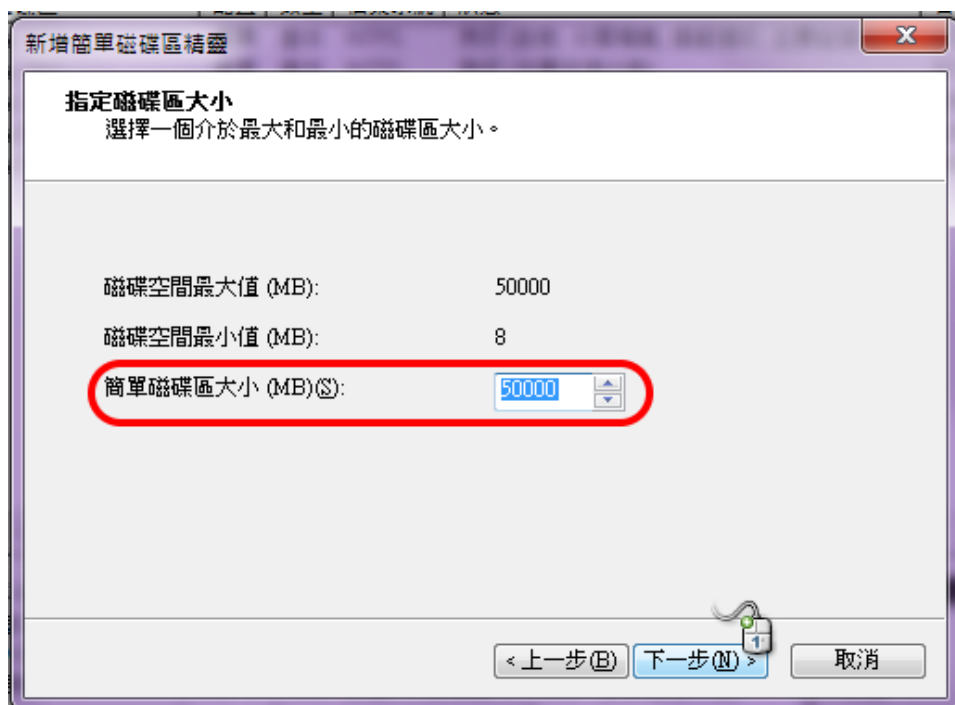 新增簡單磁碟區精靈
指定磁碟區大小
選擇一個介於最大和最小的磁碟區大小。
磁碟空間最大值 (MB): 50000
磁碟空間最小值 (MB): 8
簡單磁碟區大小 (MB)(S): 50000
1
<上一步(B) 下一步(N) > 取消